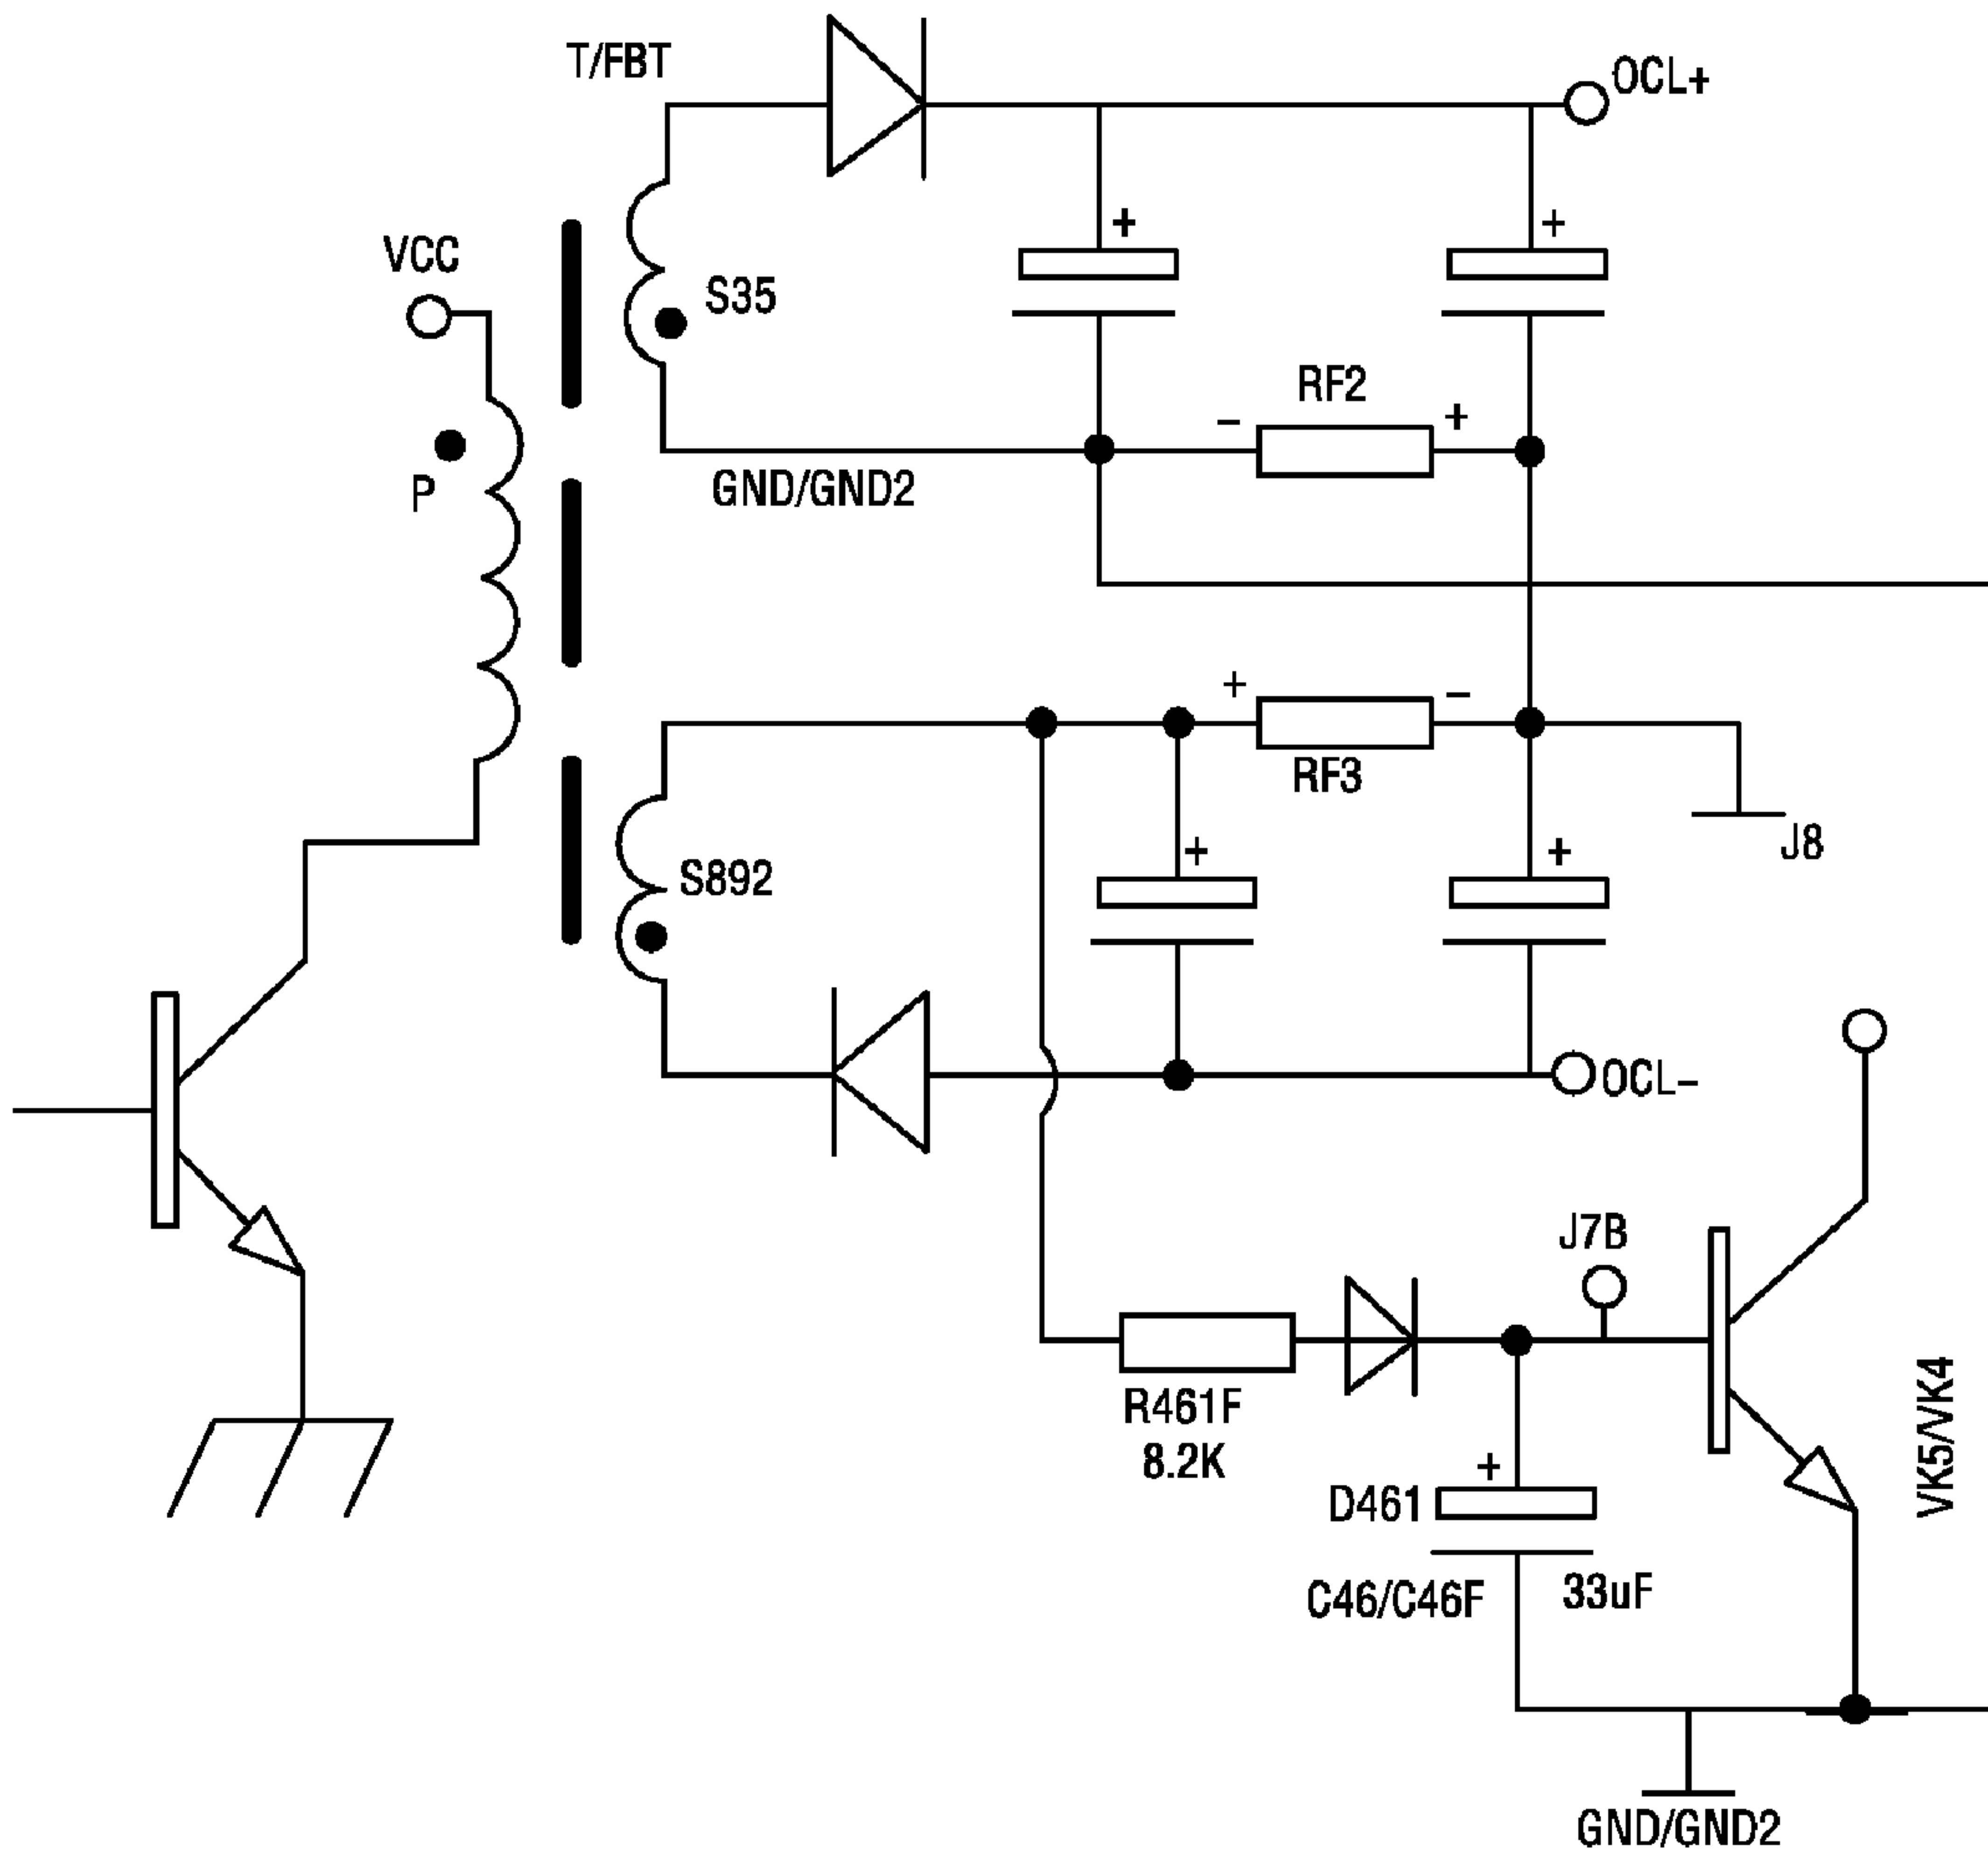 T/FBT
OCL+
VCC
+
+
S35
RF2
-
+
P
GND/GND2
+
-
RF3
J8
+
+
S892
OCL-
J7B
R461F
8.2K
+
D461
C46/C46F
33uF
VK5/VK4
GND/GND2